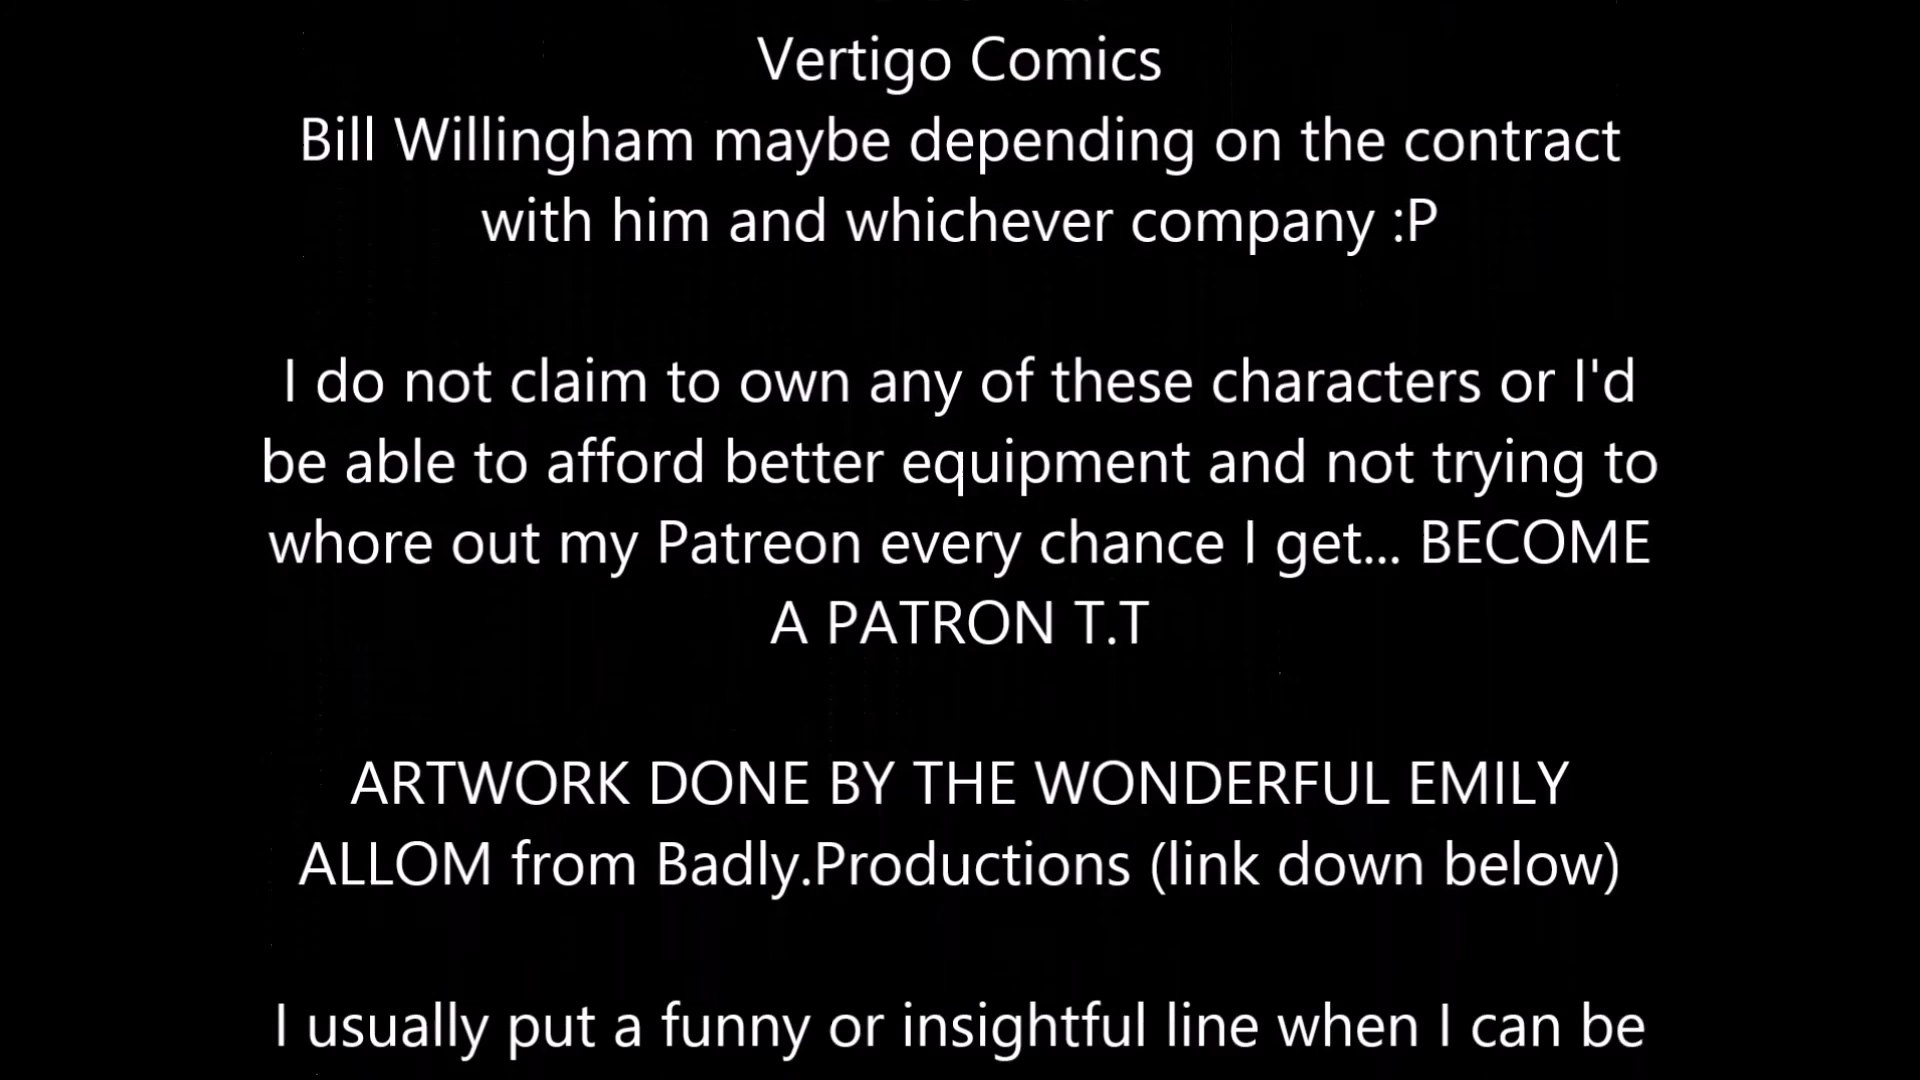 Vertigo Comics
Bill Willingham maybe depending on the contract
with him and whichever company :P
I do not claim to own any of these characters or I'd
be able to afford better equipment and not trying to
whore out my Patreon every chance I get... BECOME
A PATRON T.T
ARTWORK DONE BY THE WONDERFUL EMILY
ALLOM from Badly.Productions (link down below)
I usually put a funny or insightful line when I can be